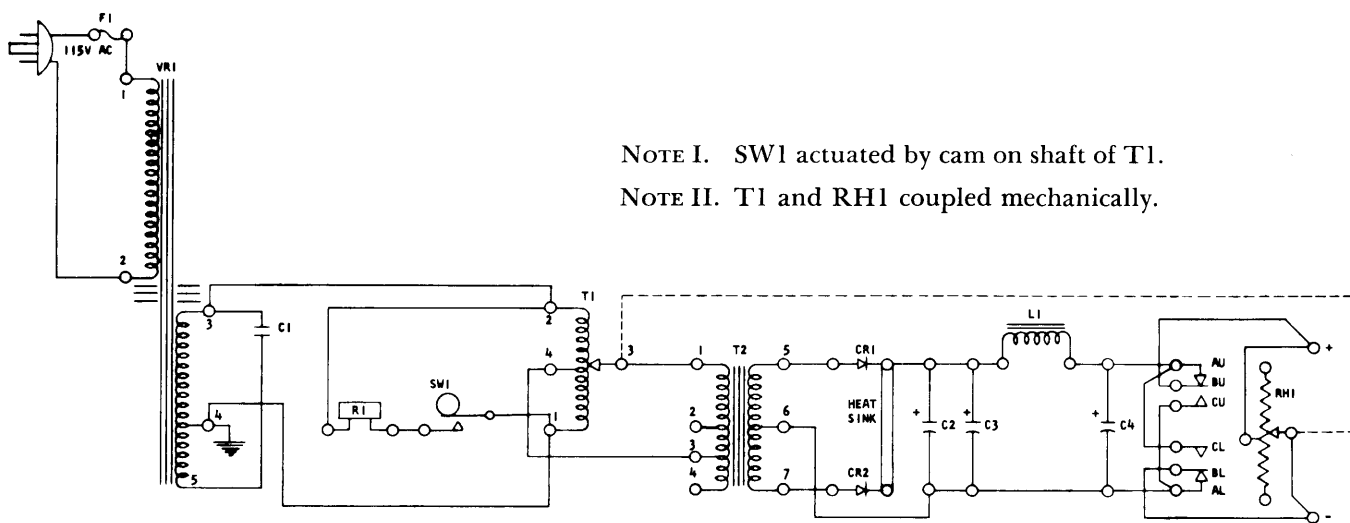 F1
115V AC
VR1
1
NOTE I. SW1 actuated by cam on shaft of T1.
NOTE II. T1 and RH1 coupled mechanically.
2
3
C1
4
5
2
T1
4
3
1
SW1
R1
1
T2
5
2
6
3
4
7
CR1
HEAT
SINK
CR2
+
C2
+
C3
L1
+
C4
AU
BU
CU
CL
BL
AL
RH1
+
-